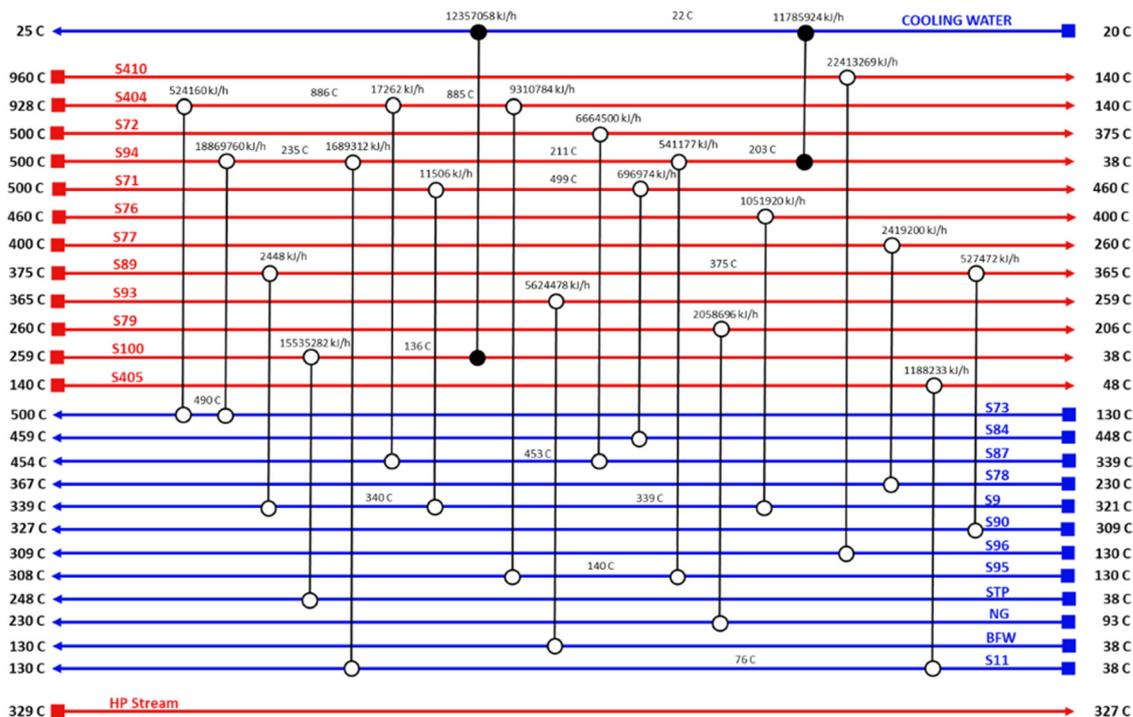 12357058 kJ/h 22 C 11785924 kJ/h
25 C COOLING WATER 20 C
22413269 kJ/h
960 C S410 140 C
524160 kJ/h 886 C 17262 kJ/h 885 C 9310784 kJ/h
928 C S404 140 C
6664500 kJ/h
500 C S72 375 C
18869760 kJ/h 235 C 1689312 kJ/h 211 C 541177 kJ/h 203 C
500 C S94 38 C
11506 kJ/h 499 C 696974 kJ/h
500 C S71 460 C
1051920 kJ/h
460 C S76 400 C
2419200 kJ/h
400 C S77 260 C
2448 kJ/h 375 C 527472 kJ/h
375 C S89 365 C
5624478 kJ/h
365 C S93 259 C
2058696 kJ/h
260 C S79 206 C
15535282 kJ/h 136 C
259 C S100 38 C
1188233 kJ/h
140 C S405 48 C
490 C
500 C S73 130 C
459 C S84 448 C
453 C
454 C S87 339 C
367 C S78 230 C
340 C 339 C
339 C S9 321 C
327 C S90 309 C
309 C S96 130 C
140 C
308 C S95 130 C
248 C STP 38 C
230 C NG 93 C
130 C BFW 38 C
76 C
130 C S11 38 C
329 C HP Stream 327 C